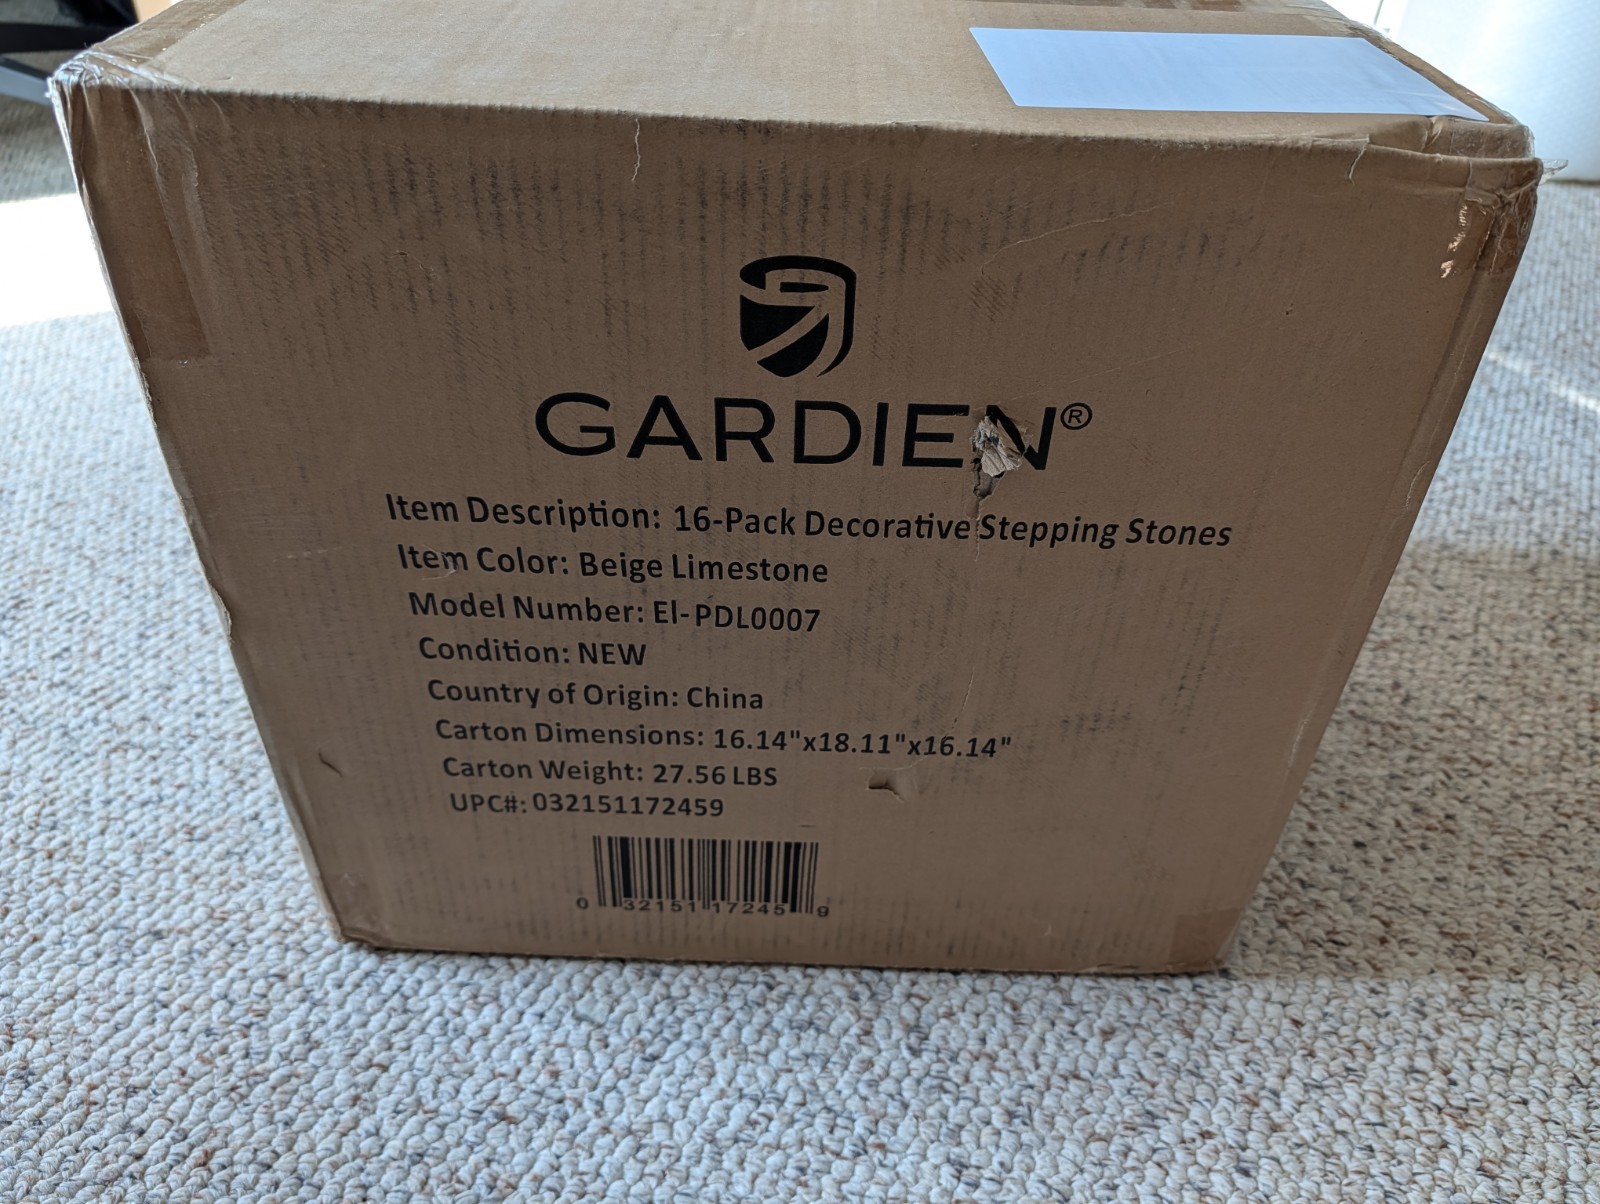 GARDIEN®
Item Description: 16-Pack Decorative Stepping Stones
Item Color: Beige Limestone
Model Number: El-PDL0007
Condition: NEW
Country of Origin: China
Carton Dimensions: 16.14"x18.11"x16.14"
Carton Weight: 27.56 LBS
UPC#: 032151172459
0 32151 17245 9